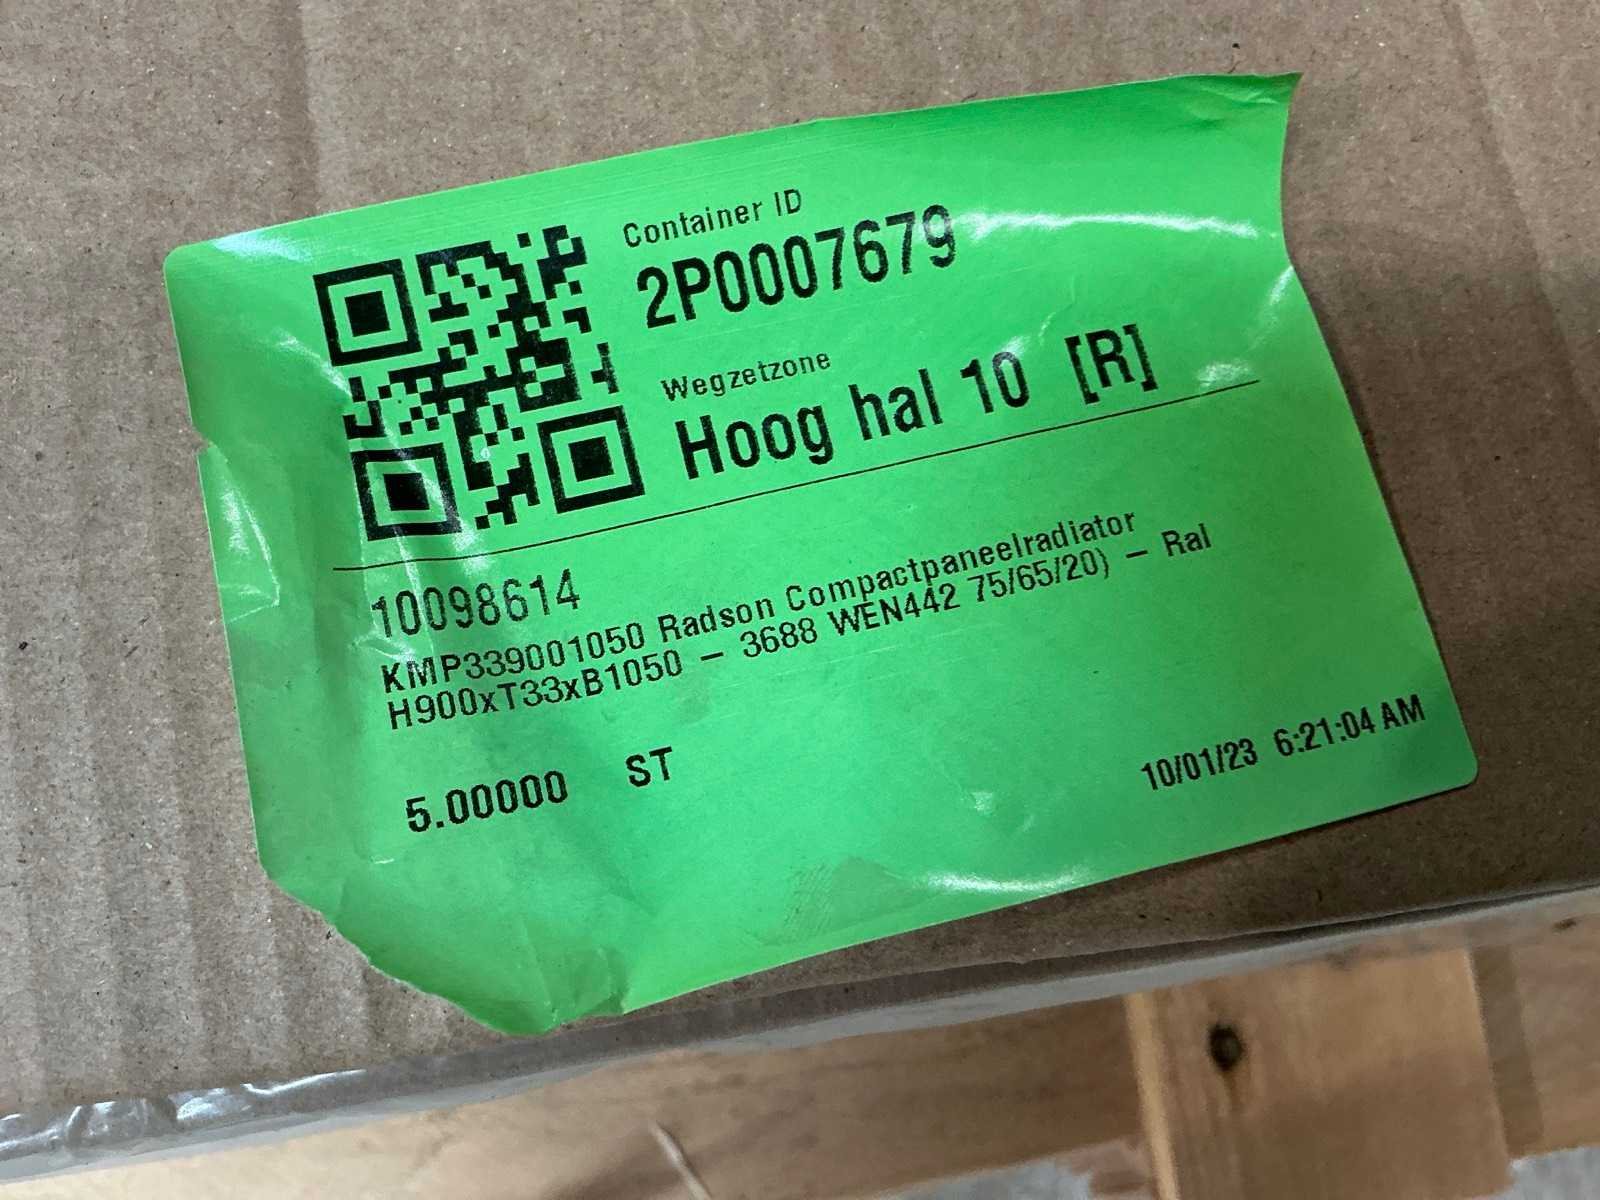 Container ID
2P0007679
Wegzetzone
Hoog hal 10 [R]
10098614
KMP339001050 Radson Compactpaneelradiator
H900xT33xB1050 – 3688 WEN442 75/65/20) – Ral
5.00000 ST
10/01/23 6:21:04 AM